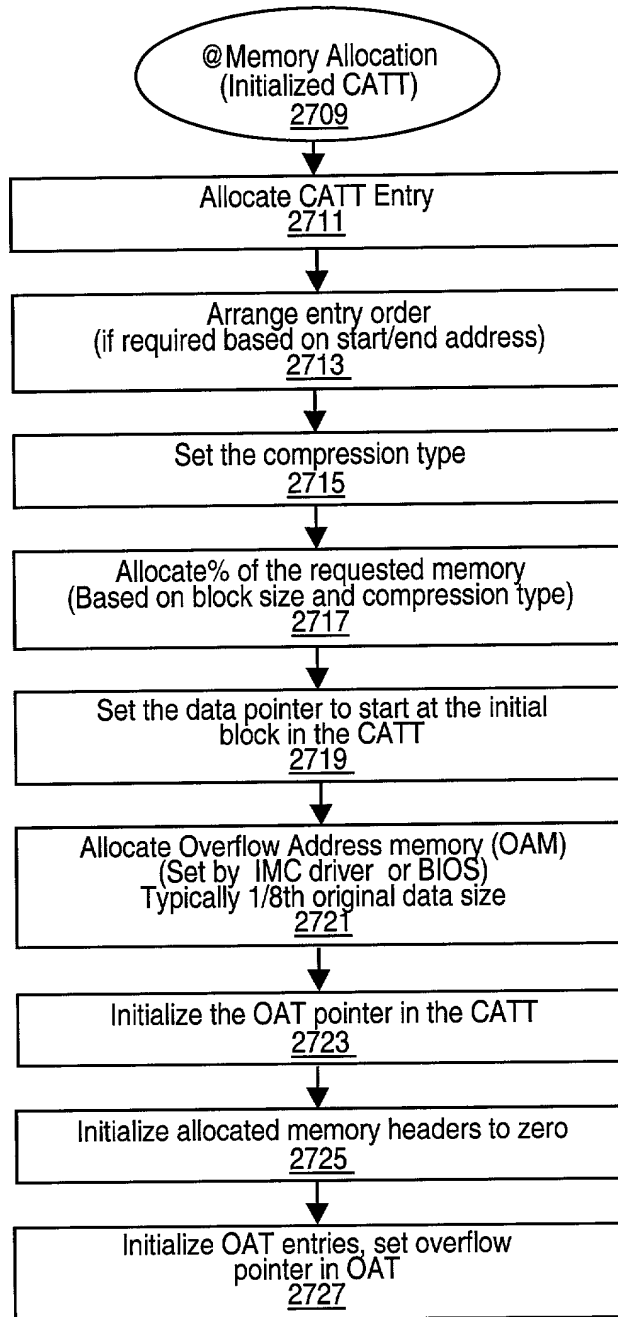 @Memory Allocation
(Initialized CATT)
2709
Allocate CATT Entry
2711
Arrange entry order
(if required based on start/end address)
2713
Set the compression type
2715
Allocate% of the requested memory
(Based on block size and compression type)
2717
Set the data pointer to start at the initial
block in the CATT
2719
Allocate Overflow Address memory (OAM)
(Set by IMC driver or BIOS)
Typically 1/8th original data size
2721
Initialize the OAT pointer in the CATT
2723
Initialize allocated memory headers to zero
2725
Initialize OAT entries, set overflow
pointer in OAT
2727